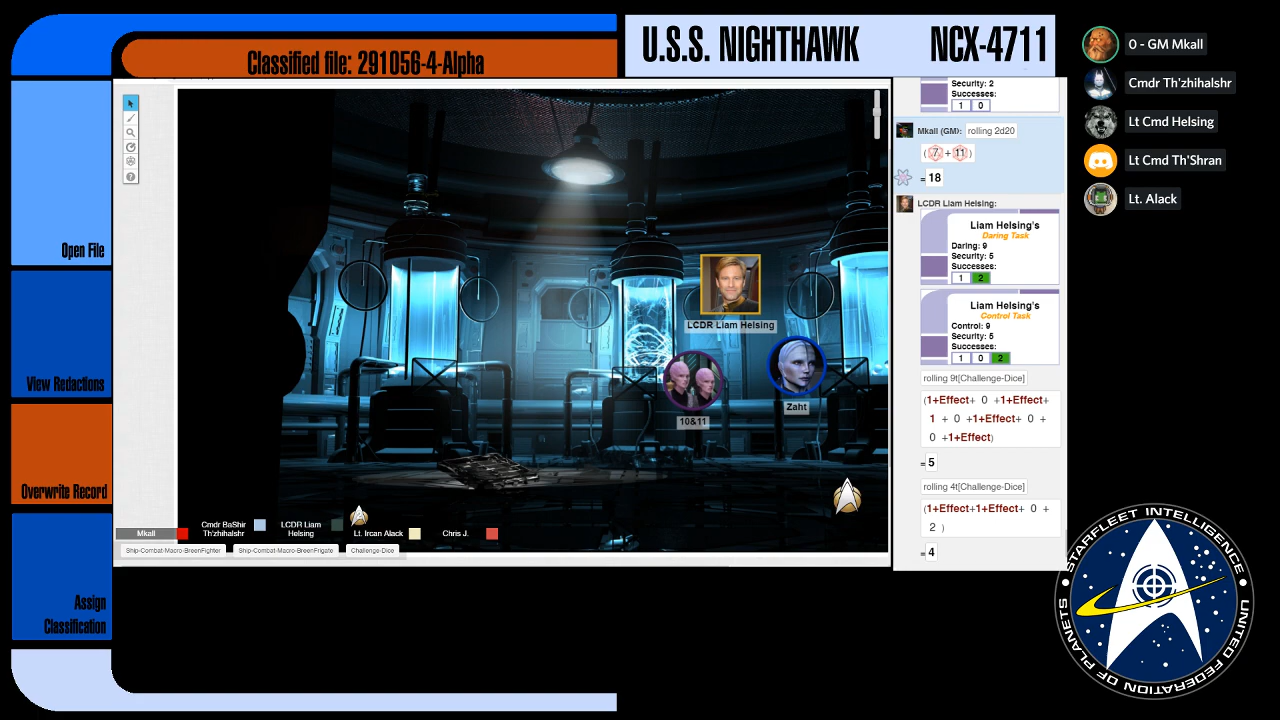 Classified file: 291056-4-Alpha
U.S.S. NIGHTHAWK
NCX-4711
Open File
View Redactions
Overwrite Record
Assign
Classification
LCDR Liam Helsing
10&11
Zaht
Mkall
Cmdr BaShir
Th'zhihalshr
LCDR Liam
Helsing
Lt. Ircan Alack
Chris J.
Ship-Combat-Macro-BreenFighter
Ship-Combat-Macro-BreenFrigate
Challenge-Dice
Security: 2
Successes:
1 0
Mkall (GM): rolling 2d20
( 7 + 11 )
= 18
LCDR Liam Helsing:
Liam Helsing's
Daring Task
Daring: 9
Security: 5
Successes:
1 2
Liam Helsing's
Control Task
Control: 9
Security: 5
Successes:
1 0 2
rolling 9t[Challenge-Dice]
(1+Effect+ 0 +1+Effect+
1 + 0 +1+Effect+ 0 +
0 +1+Effect)
= 5
rolling 4t[Challenge-Dice]
(1+Effect+1+Effect+ 0 +
2 )
= 4
0 - GM Mkall
Cmdr Th'zhihalshr
Lt Cmd Helsing
Lt Cmd Th'Shran
Lt. Alack
STARFLEET INTELLIGENCE
UNITED FEDERATION OF PLANETS